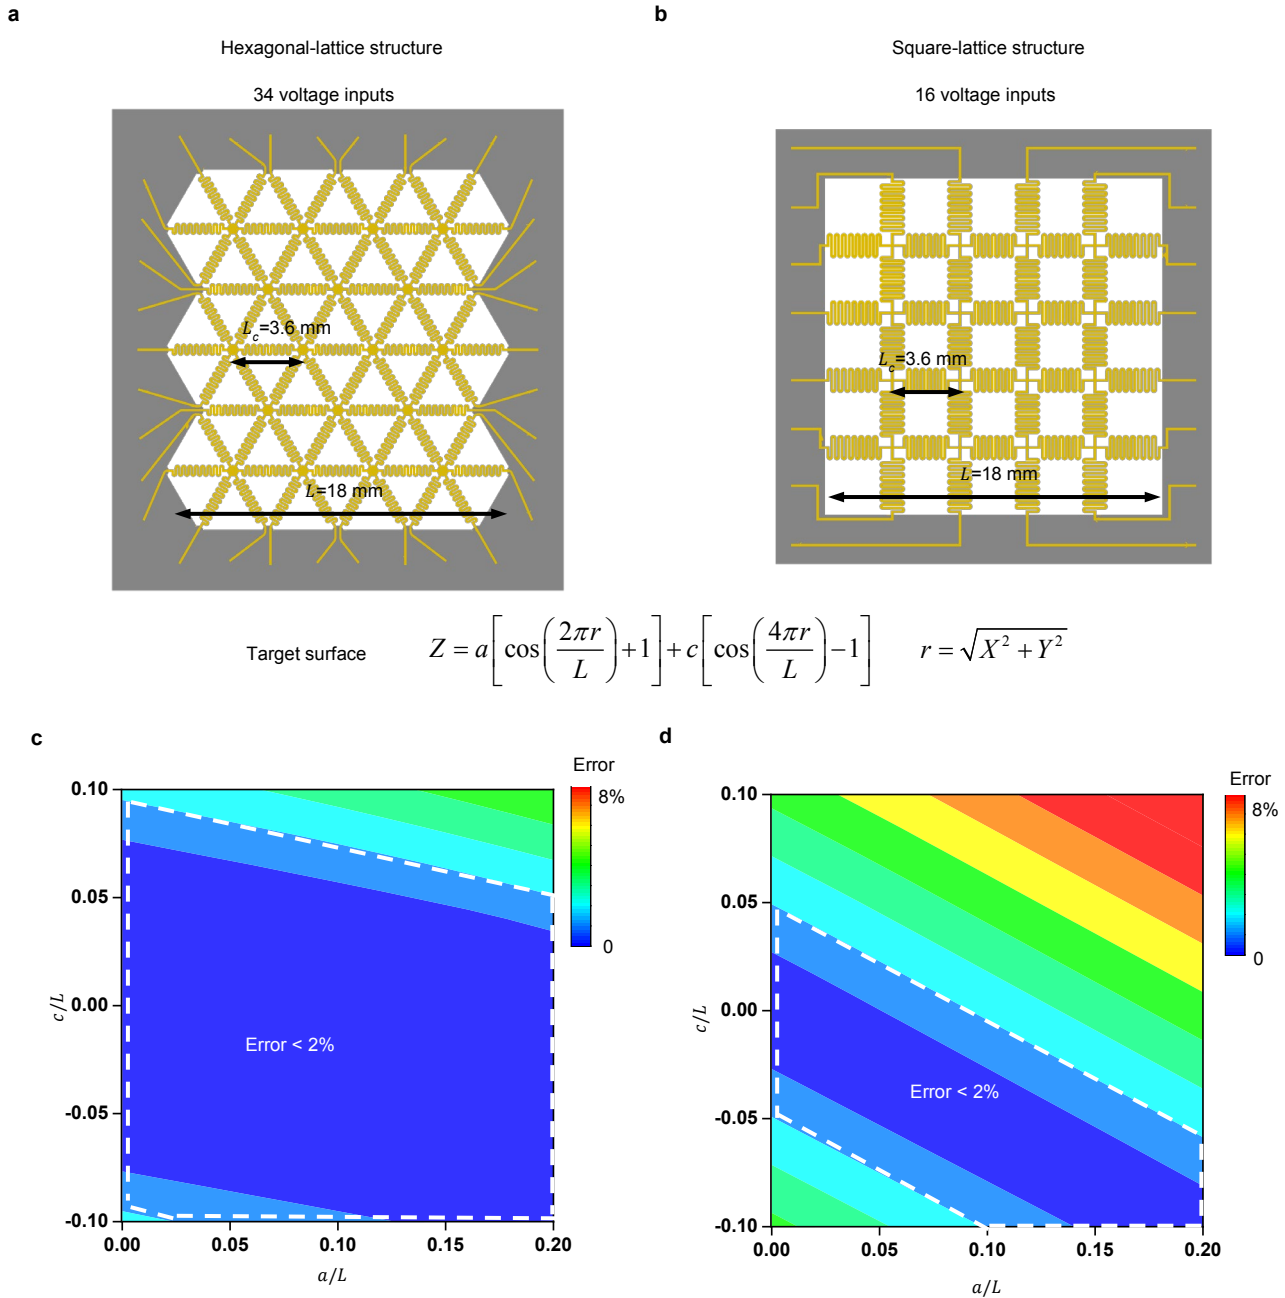 a
b
Hexagonal-lattice structure
Square-lattice structure
34 voltage inputs
16 voltage inputs
L_c=3.6 mm
L_c=3.6 mm
L=18 mm
L=18 mm
Target surface Z = a[cos(2πr/L)+1]+c[cos(4πr/L)−1] r = √(X²+Y²)
c
d
Error
8%
0
0.10
0.05
0.00
-0.05
-0.10
c/L
Error < 2%
0.00 0.05 0.10 0.15 0.20
a/L
Error
8%
0
0.10
0.05
0.00
-0.05
-0.10
c/L
Error < 2%
0.00 0.05 0.10 0.15 0.20
a/L